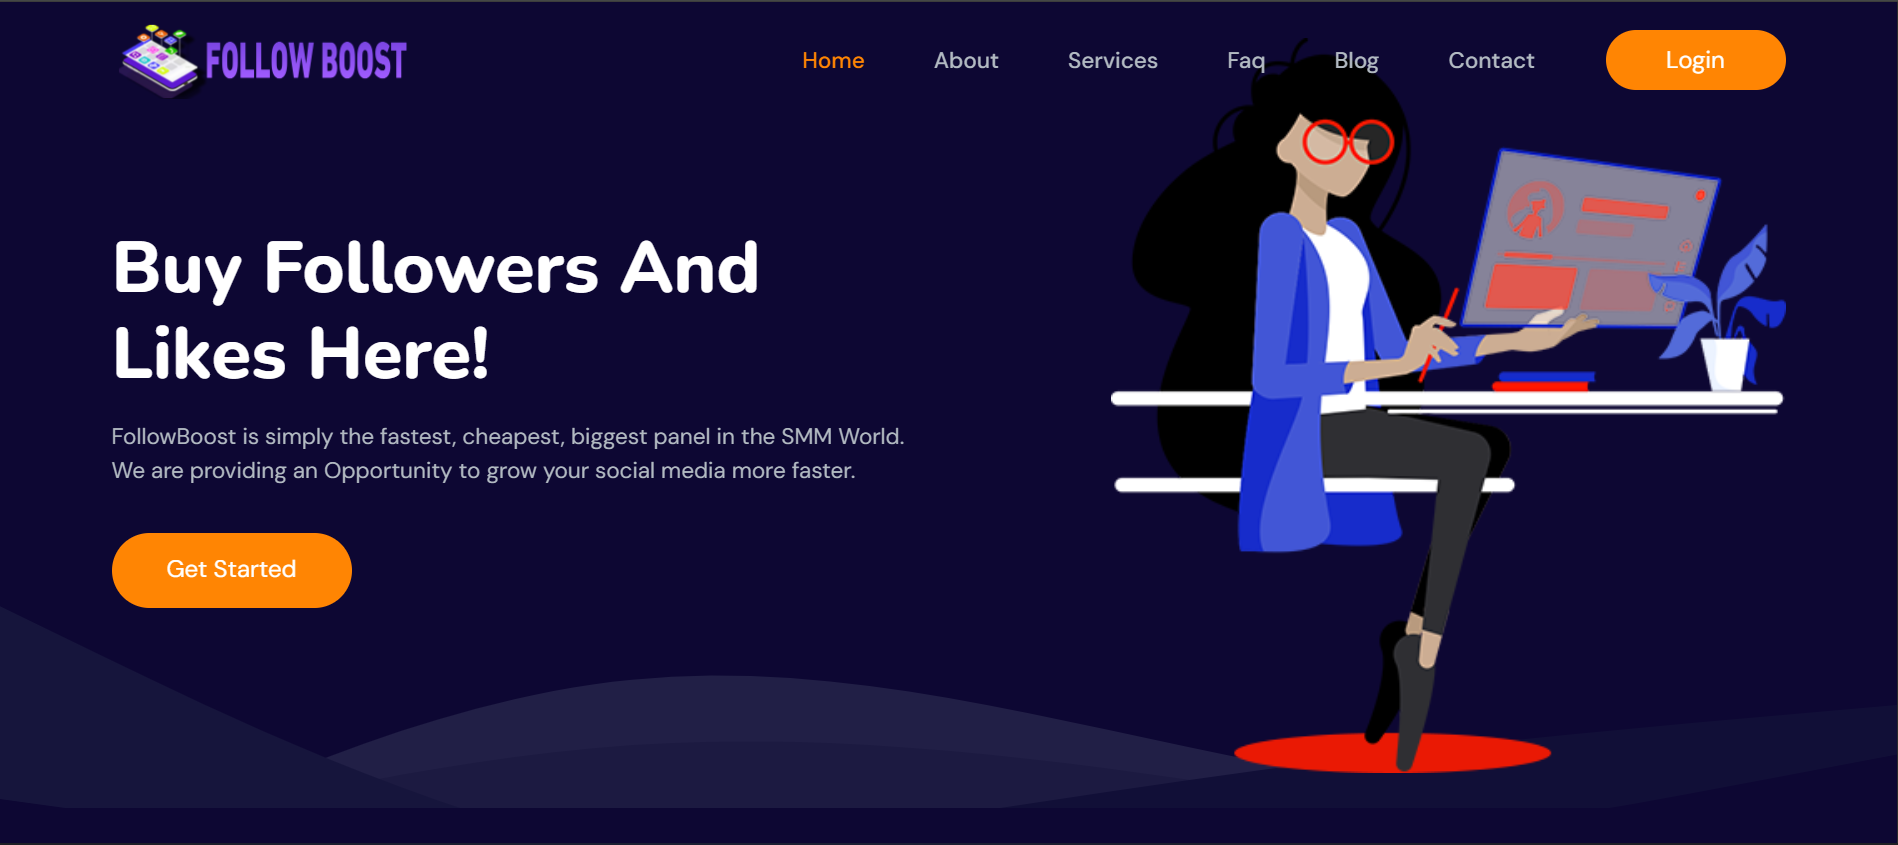 FOLLOW BOOST
Home
About
Services
Faq
Blog
Contact
Login
Buy Followers And
Likes Here!
FollowBoost is simply the fastest, cheapest, biggest panel in the SMM World.
We are providing an Opportunity to grow your social media more faster.
Get Started